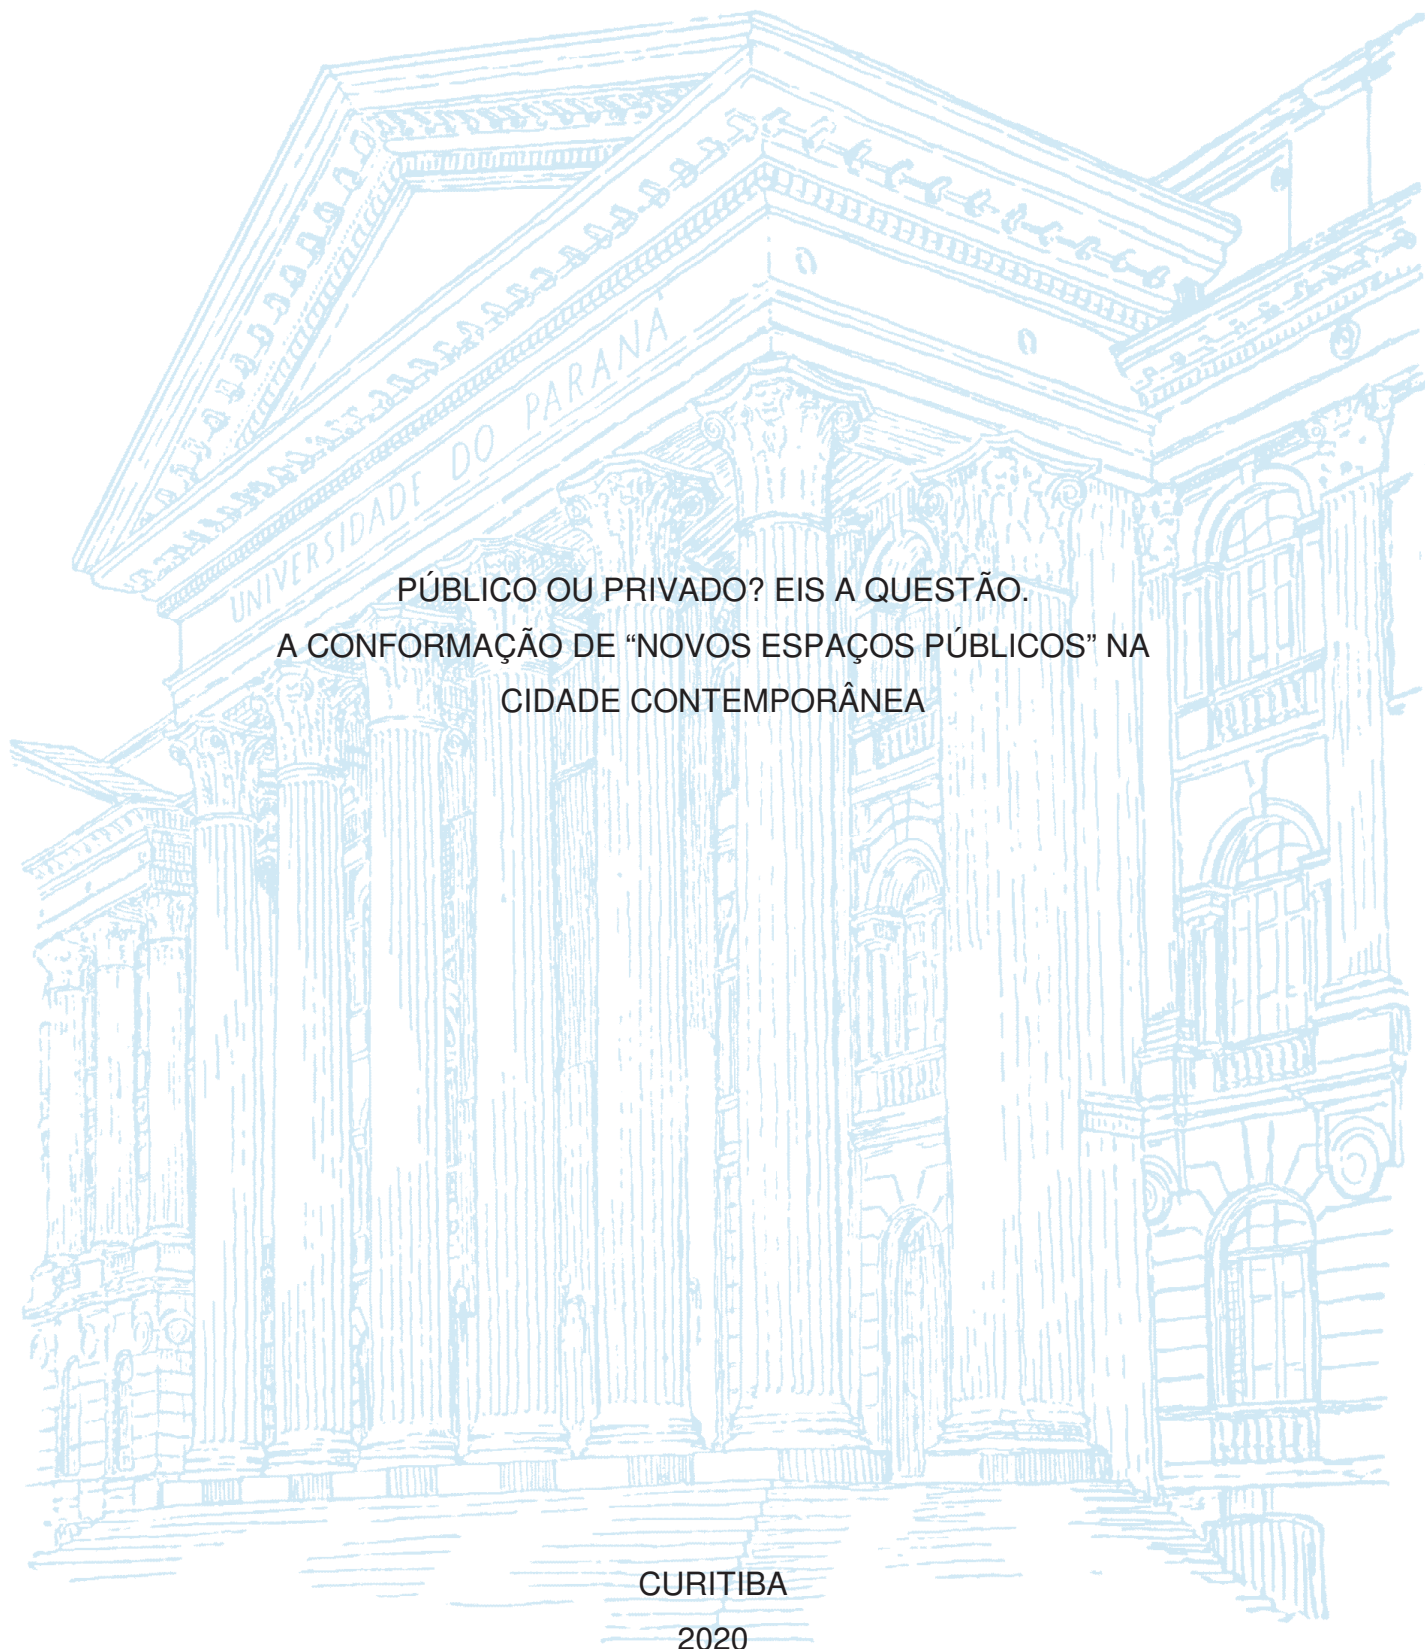 UNIVERSIDADE DO PARANÁ
PÚBLICO OU PRIVADO? EIS A QUESTÃO.
A CONFORMAÇÃO DE “NOVOS ESPAÇOS PÚBLICOS” NA
CIDADE CONTEMPORÂNEA
CURITIBA
2020